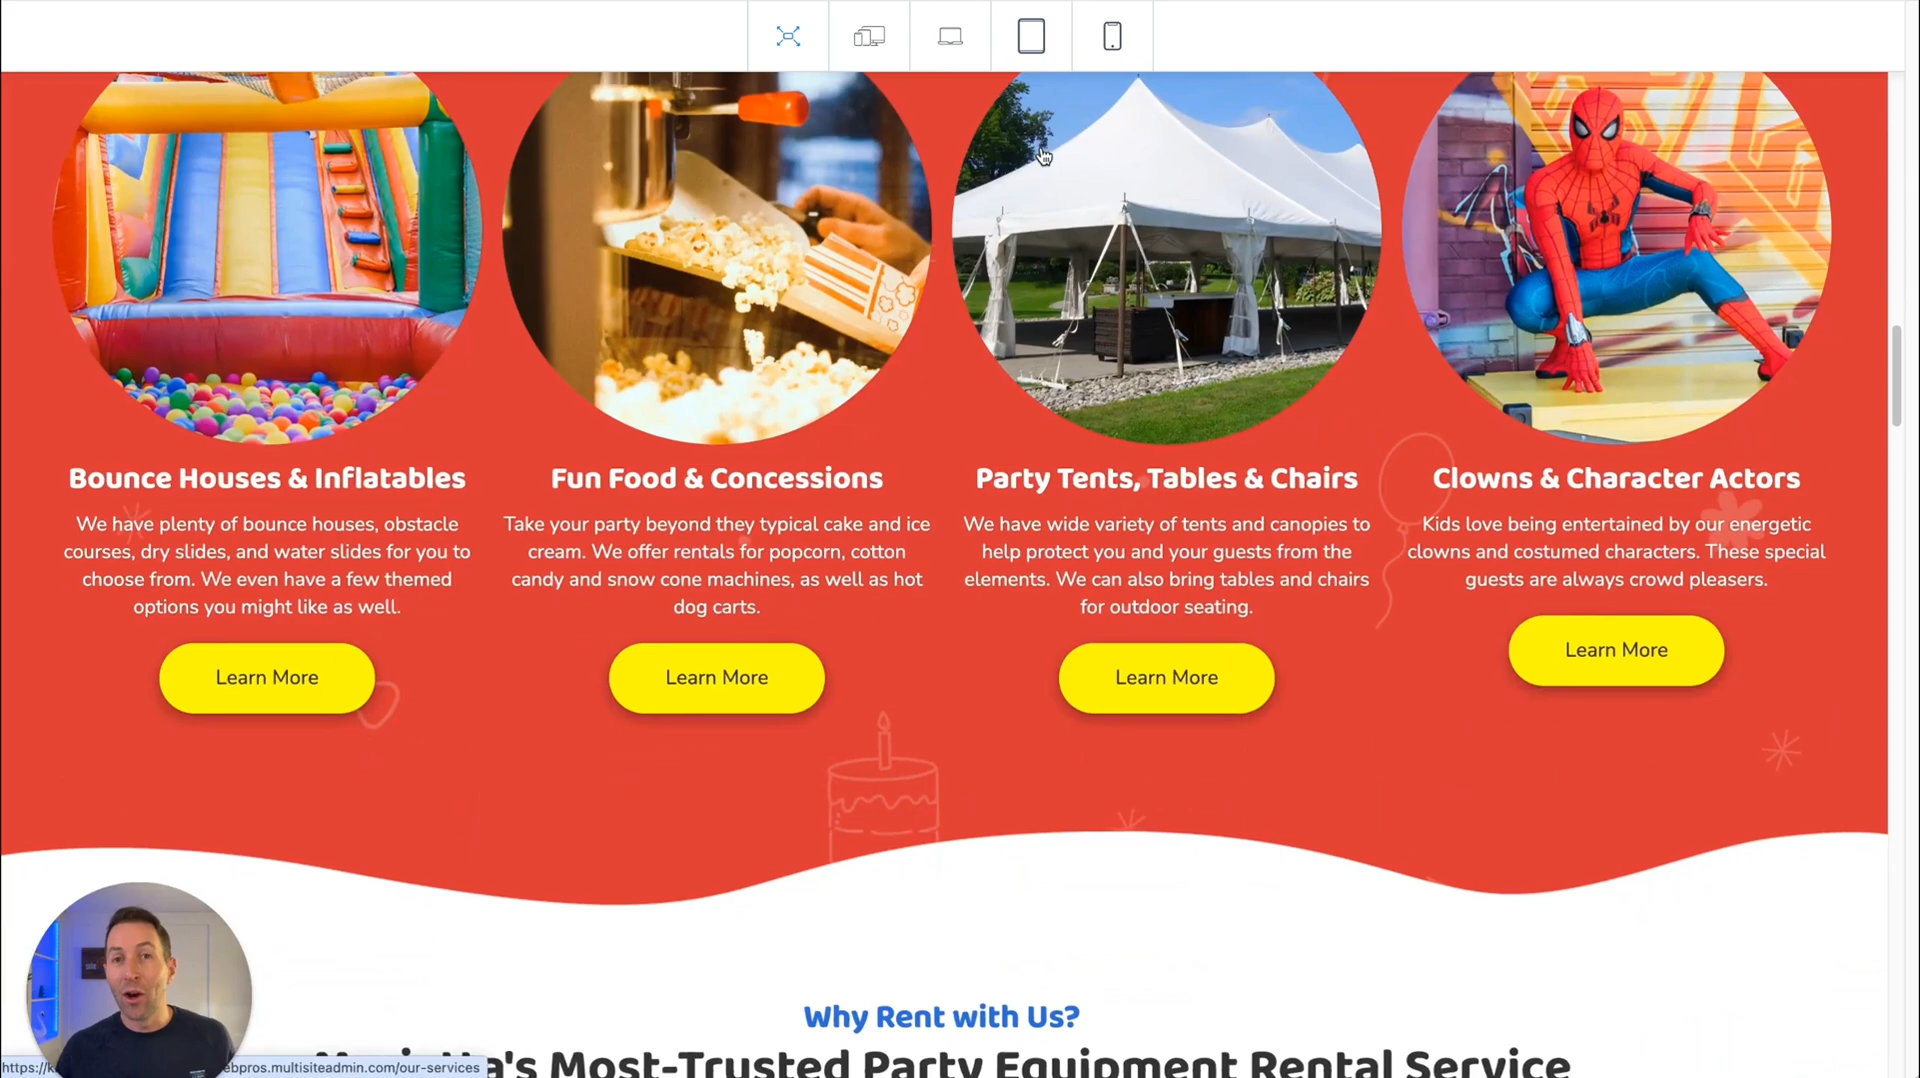 Bounce Houses & Inflatables
We have plenty of bounce houses, obstacle
courses, dry slides, and water slides for you to
choose from. We even have a few themed
options you might like as well.
Learn More
Fun Food & Concessions
Take your party beyond they typical cake and ice
cream. We offer rentals for popcorn, cotton
candy and snow cone machines, as well as hot
dog carts.
Learn More
Party Tents, Tables & Chairs
We have wide variety of tents and canopies to
help protect you and your guests from the
elements. We can also bring tables and chairs
for outdoor seating.
Learn More
Clowns & Character Actors
Kids love being entertained by our energetic
clowns and costumed characters. These special
guests are always crowd pleasers.
Learn More
Why Rent with Us?
Most-Trusted Party Equipment Rental Service
ebpros.multisiteadmin.com/our-services